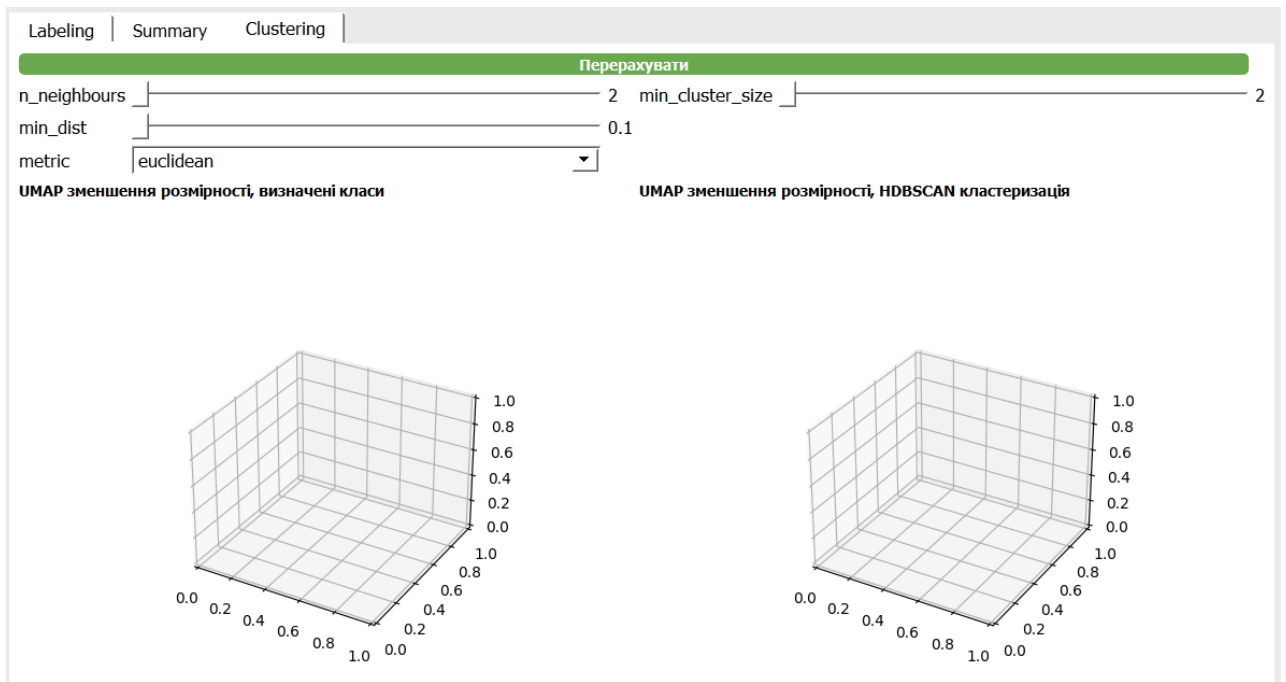 Labeling Summary Clustering
Перерахувати
n_neighbours 2 min_cluster_size 2
min_dist 0.1
metric euclidean
UMAP зменшення розмірності, визначені класи UMAP зменшення розмірності, HDBSCAN кластеризація
1.0 1.0
0.8 0.8
0.6 0.6
0.4 0.4
0.2 0.2
0.0 0.0
1.0 1.0
0.8 0.8
0.6 0.6
0.0 0.2 0.4 0.0 0.2 0.4
0.4 0.6 0.2 0.4 0.6 0.2
0.8 1.0 0.0 0.8 1.0 0.0